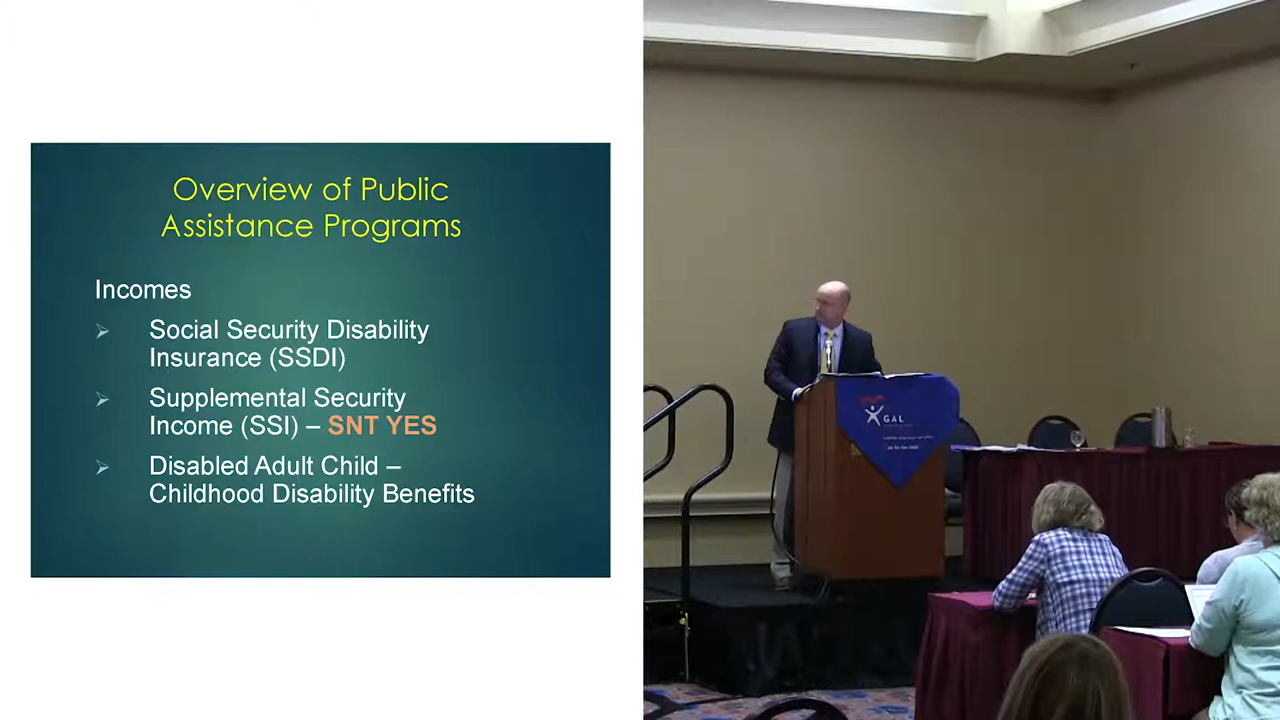 Overview of Public
Assistance Programs
Incomes
Social Security Disability
Insurance (SSDI)
Supplemental Security
Income (SSI) – SNT YES
Disabled Adult Child –
Childhood Disability Benefits
GAL